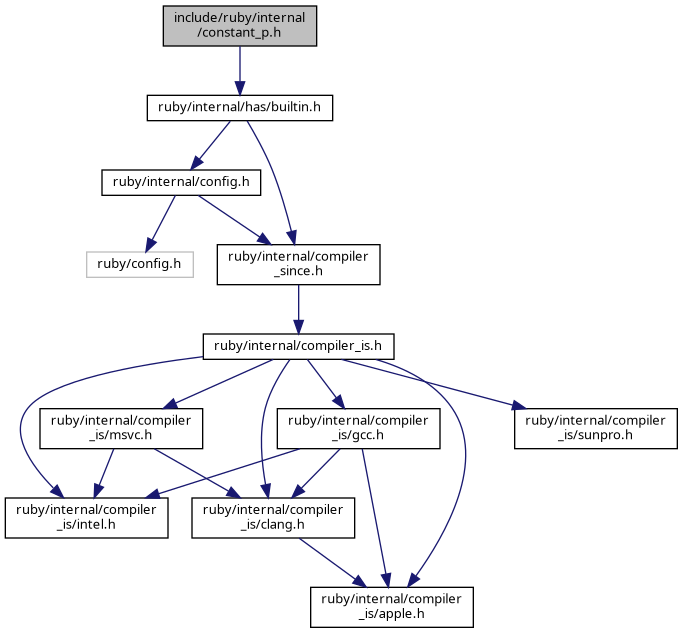 include/ruby/internal
/constant_p.h
ruby/internal/has/builtin.h
ruby/internal/config.h
ruby/config.h
ruby/internal/compiler
_since.h
ruby/internal/compiler_is.h
ruby/internal/compiler
_is/msvc.h
ruby/internal/compiler
_is/gcc.h
ruby/internal/compiler
_is/sunpro.h
ruby/internal/compiler
_is/intel.h
ruby/internal/compiler
_is/clang.h
ruby/internal/compiler
_is/apple.h